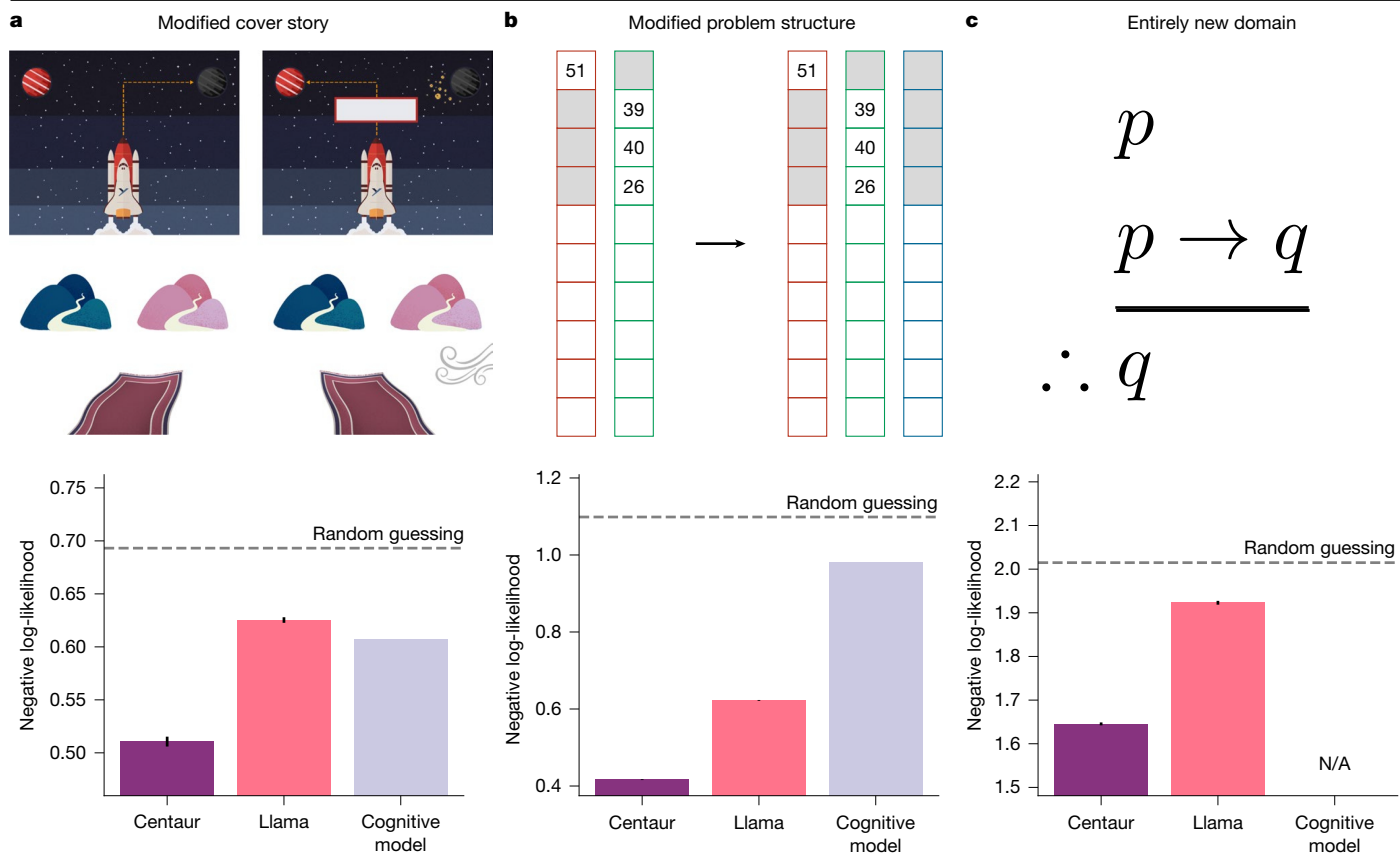 a
Modified cover story
b
Modified problem structure
c
Entirely new domain
51
39
40
26
51
39
40
26
p
p → q
∴ q
Negative log-likelihood
0.75
0.70
0.65
0.60
0.55
0.50
Random guessing
Centaur
Llama
Cognitive
model
Negative log-likelihood
1.2
1.0
0.8
0.6
0.4
Random guessing
Centaur
Llama
Cognitive
model
Negative log-likelihood
2.2
2.1
2.0
1.9
1.8
1.7
1.6
1.5
Random guessing
N/A
Centaur
Llama
Cognitive
model